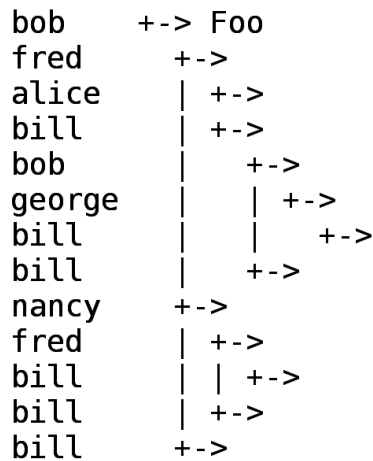 bob    +-> Foo
fred     +->
alice    | +->
bill     | +->
bob      |   +->
george   |   | +->
bill     |   |   +->
bill     |   +->
nancy    +->
fred     | +->
bill     | | +->
bill     | +->
bill     +->